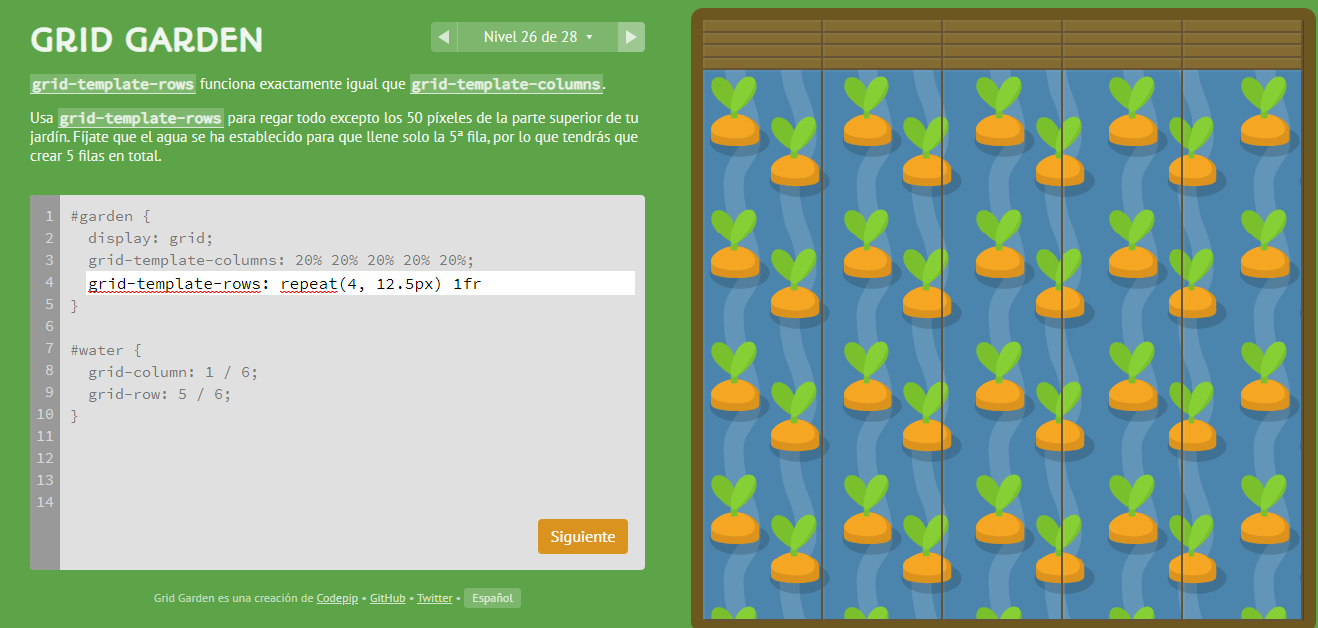 GRID GARDEN
Nivel 26 de 28
grid-template-rows funciona exactamente igual que grid-template-columns.
Usa grid-template-rows para regar todo excepto los 50 píxeles de la parte superior de tu
jardín. Fíjate que el agua se ha establecido para que llene solo la 5ª fila, por lo que tendrás que
crear 5 filas en total.
1 #garden {
2 display: grid;
3 grid-template-columns: 20% 20% 20% 20% 20%;
4 grid-template-rows: repeat(4, 12.5px) 1fr
5 }
6
7 #water {
8 grid-column: 1 / 6;
9 grid-row: 5 / 6;
10 }
11
12
13
14
Siguiente
Grid Garden es una creación de Codepip • GitHub • Twitter • Español